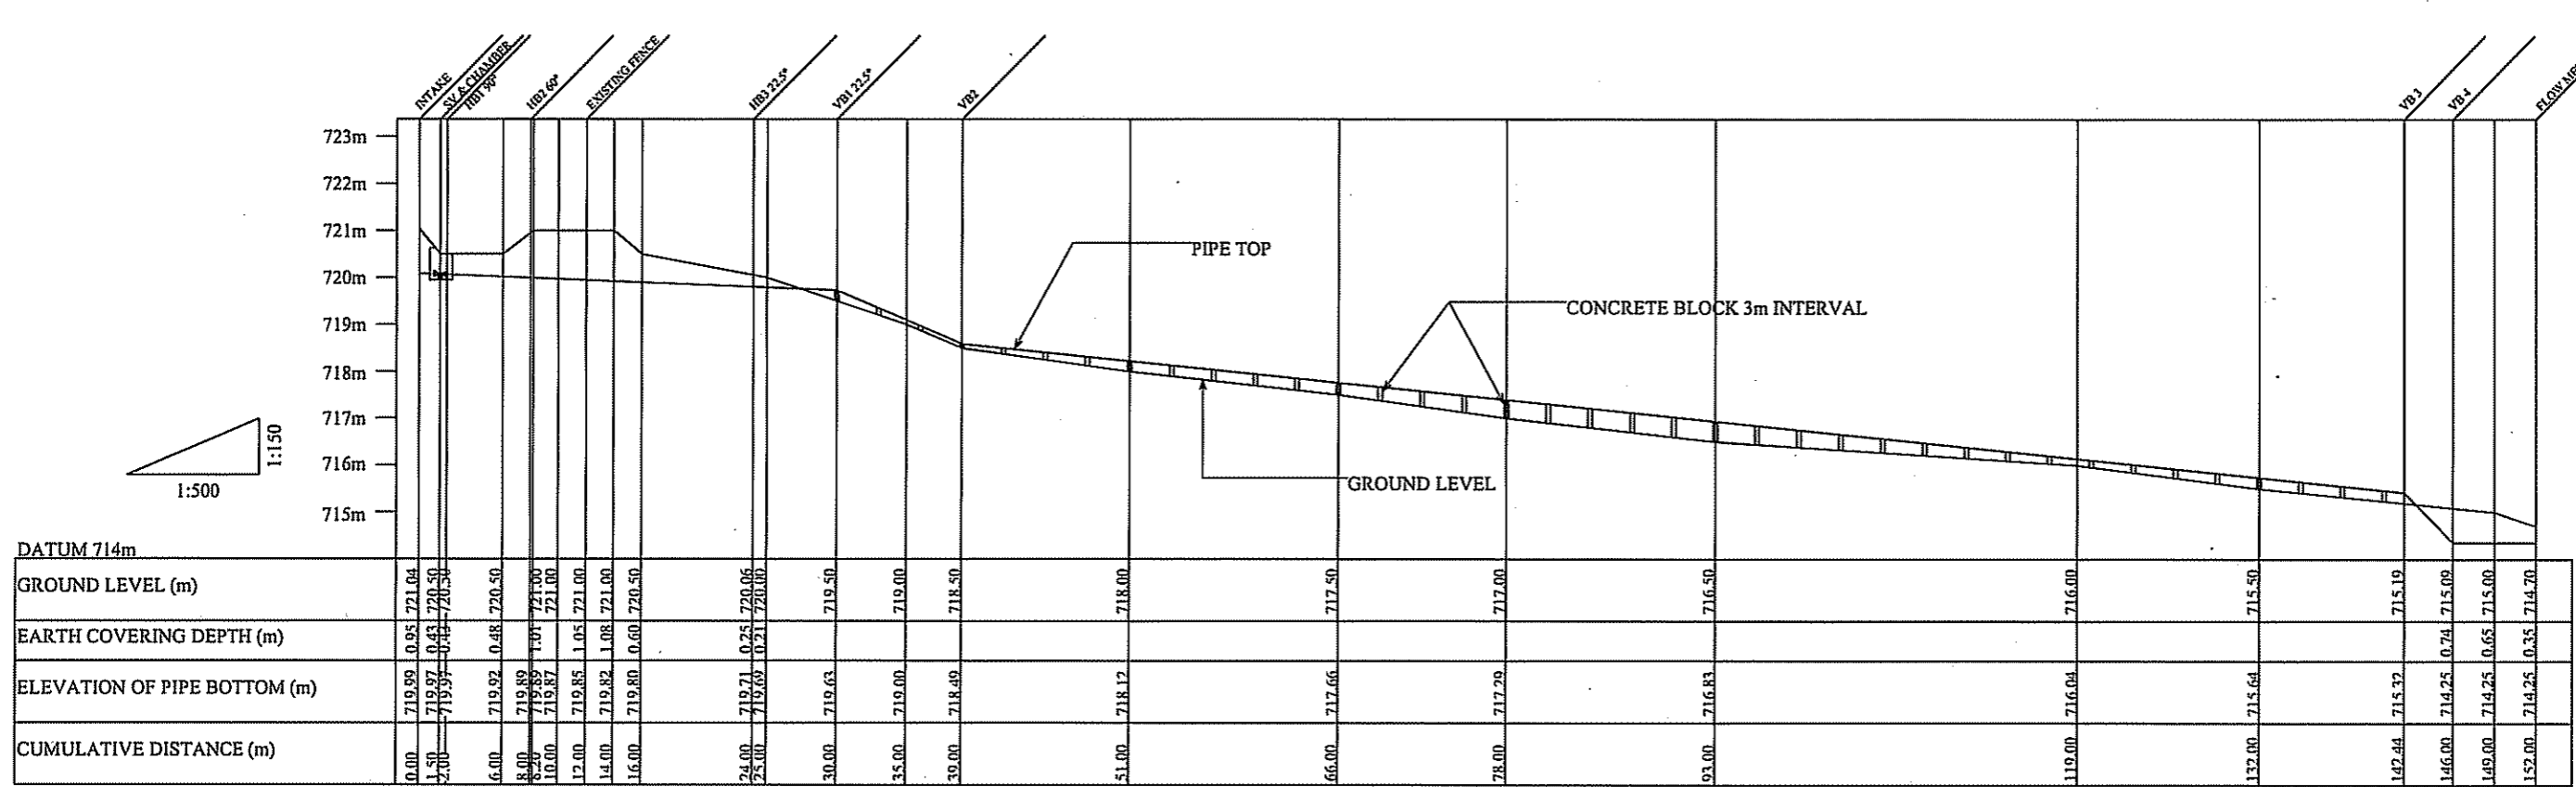 INTAKE
SV & CHAMBER
HB1 90°
HB2 60°
EXISTING FENCE
HB3 22.5°
VB1 22.5°
VB2
VB 3
VB 4
723m
722m
721m
720m
719m
718m
717m
716m
715m
PIPE TOP
CONCRETE BLOCK 3m INTERVAL
GROUND LEVEL
1:150
1:500
DATUM 714m
GROUND LEVEL (m) 721.04 720.50 720.50 720.50 721.00 721.00 721.00 721.00 720.50 720.06 720.00 719.50 719.00 718.50 718.00 717.50 717.00 716.50 716.00 715.50 715.19 715.09 715.00 714.70
EARTH COVERING DEPTH (m) 0.95 0.43 0.43 0.48 1.01 1.05 1.08 0.60 0.25 0.21 0.74 0.65 0.35
ELEVATION OF PIPE BOTTOM (m) 719.99 719.97 719.97 719.92 719.89 719.89 719.87 719.85 719.82 719.80 719.71 719.69 719.63 719.00 718.49 718.12 717.66 717.29 716.83 716.04 715.64 715.32 714.25 714.25 714.25
CUMULATIVE DISTANCE (m) 0.00 1.50 2.00 6.00 8.00 8.20 10.00 12.00 14.00 16.00 24.00 25.00 30.00 35.00 39.00 51.00 66.00 78.00 93.00 119.00 132.00 142.44 146.00 149.00 152.00